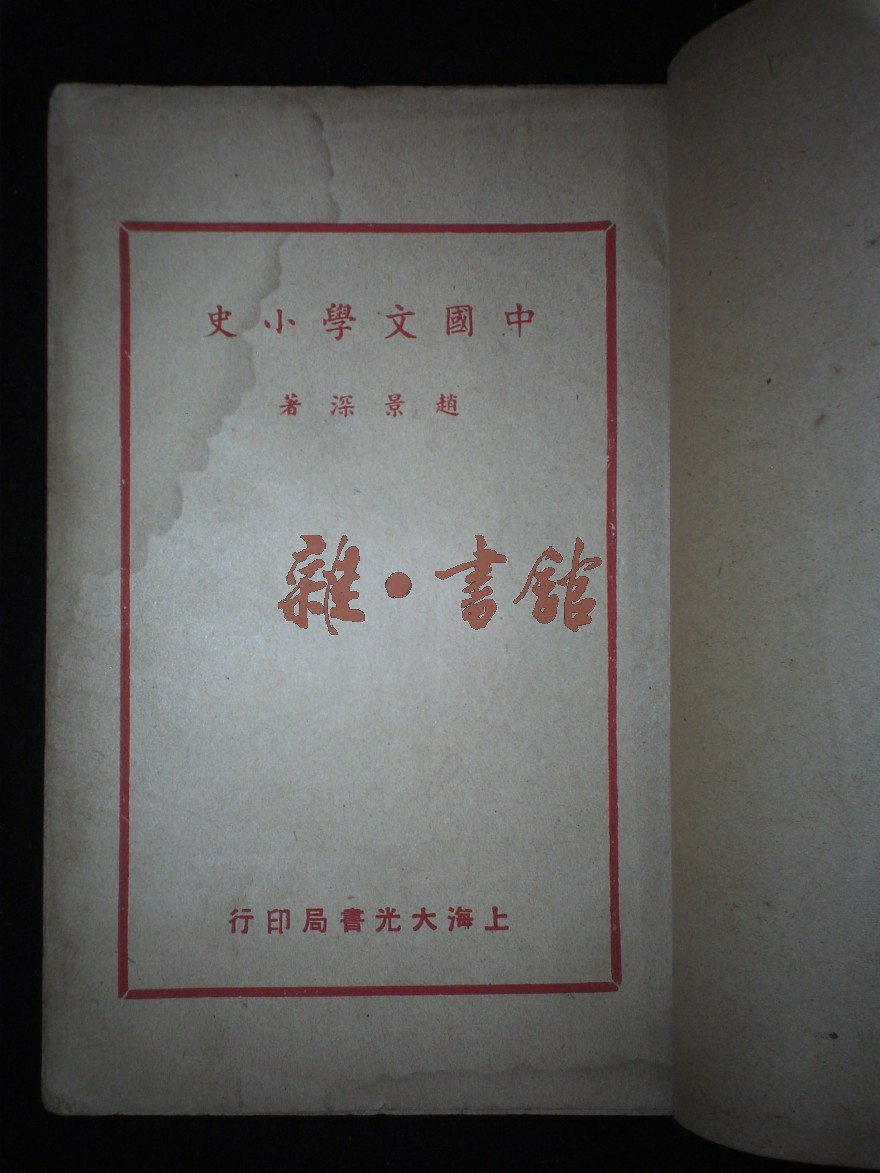 中國文學小史
趙景深著
雜·書館
上海大光書局印行